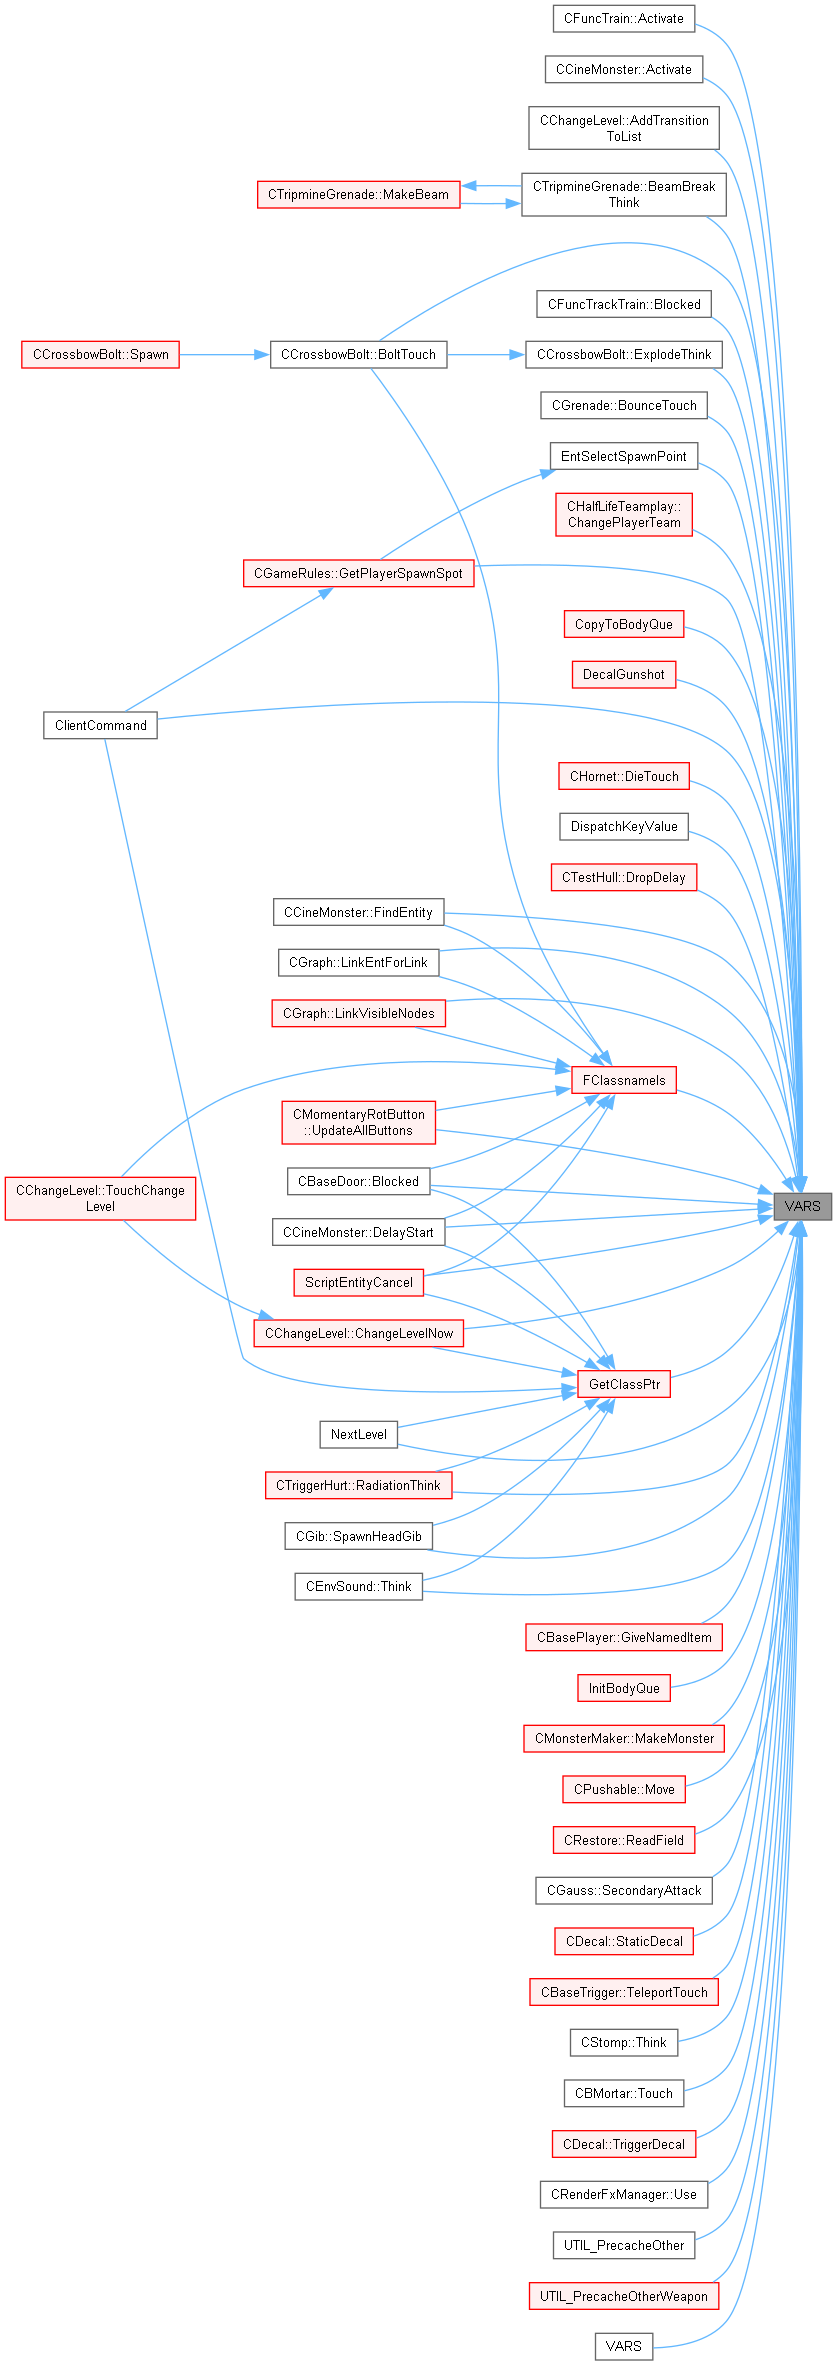 CFuncTrain::Activate
CCineMonster::Activate
CChangeLevel::AddTransition
ToList
CTripmineGrenade::MakeBeam
CTripmineGrenade::BeamBreak
Think
CFuncTrackTrain::Blocked
CCrossbowBolt::Spawn
CCrossbowBolt::BoltTouch
CCrossbowBolt::ExplodeThink
CGrenade::BounceTouch
EntSelectSpawnPoint
CHalfLifeTeamplay::
ChangePlayerTeam
CGameRules::GetPlayerSpawnSpot
CopyToBodyQue
DecalGunshot
ClientCommand
CHornet::DieTouch
DispatchKeyValue
CTestHull::DropDelay
CCineMonster::FindEntity
CGraph::LinkEntForLink
CGraph::LinkVisibleNodes
FClassnameIs
CMomentaryRotButton
::UpdateAllButtons
CBaseDoor::Blocked
CChangeLevel::TouchChange
Level
VARS
CCineMonster::DelayStart
ScriptEntityCancel
CChangeLevel::ChangeLevelNow
GetClassPtr
NextLevel
CTriggerHurt::RadiationThink
CGib::SpawnHeadGib
CEnvSound::Think
CBasePlayer::GiveNamedItem
InitBodyQue
CMonsterMaker::MakeMonster
CPushable::Move
CRestore::ReadField
CGauss::SecondaryAttack
CDecal::StaticDecal
CBaseTrigger::TeleportTouch
CStomp::Think
CBMortar::Touch
CDecal::TriggerDecal
CRenderFxManager::Use
UTIL_PrecacheOther
UTIL_PrecacheOtherWeapon
VARS